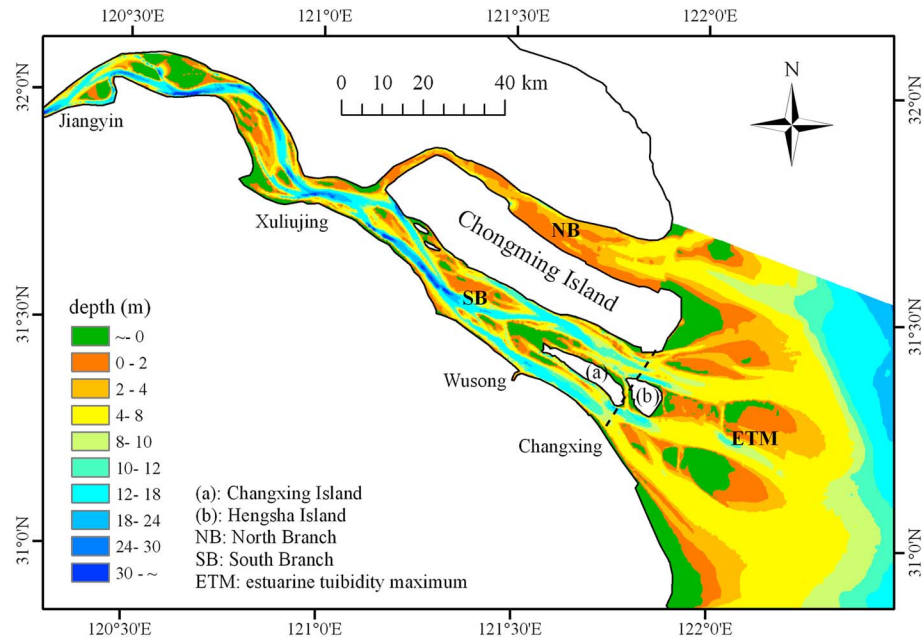 120°30'E
121°0'E
121°30'E
122°0'E
32°0'N
32°0'N
0 20 40 km
N
Jiangyin
Xuliujing
NB
Chongming Island
SB
31°30'N
31°30'N
Wusong
(a)
(b)
Changxing
ETM
depth (m)
~- 0
0 - 2
2 - 4
4- 8
8- 10
10- 12
12- 18
18- 24
24- 30
30 - ~
(a): Changxing Island
(b): Hengsha Island
NB: North Branch
SB: South Branch
ETM: estuarine tuibidity maximum
31°0'N
31°0'N
120°30'E
121°0'E
121°30'E
122°0'E